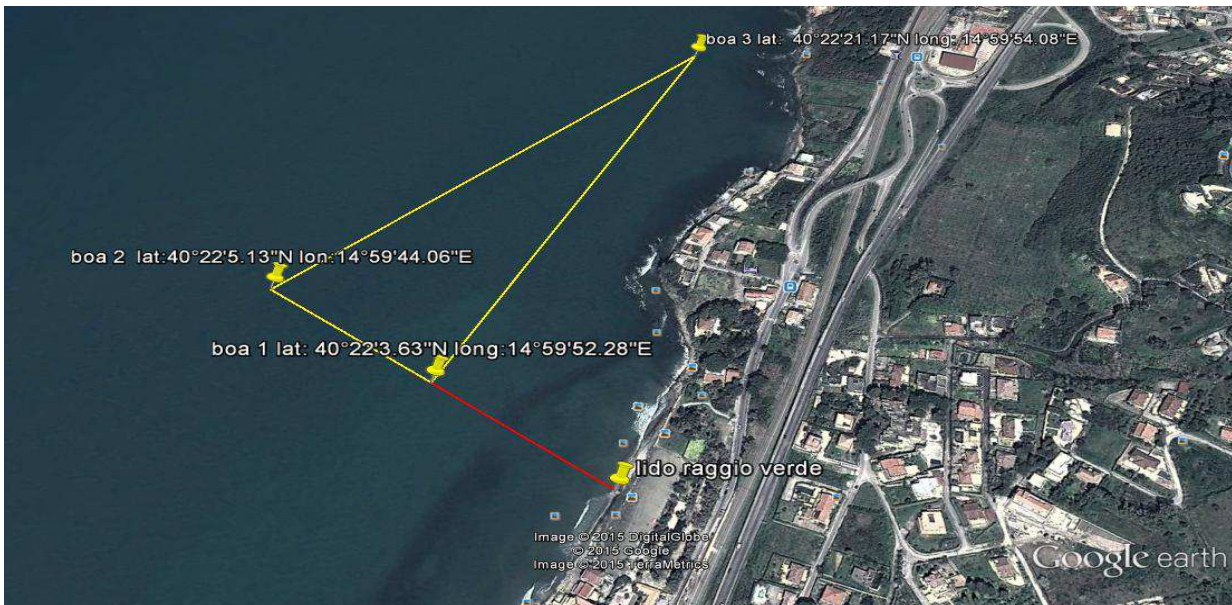 boa 3 lat: 40°22'21.17"N long: 14°59'54.08"E
boa 2 lat:40°22'5.13"N lon:14°59'44.06"E
boa 1 lat: 40°22'3.63"N long:14°59'52.28"E
lido raggio verde
Image © 2015 DigitalGlobe
© 2015 Google
Image © 2015 TerraMetrics
Google earth